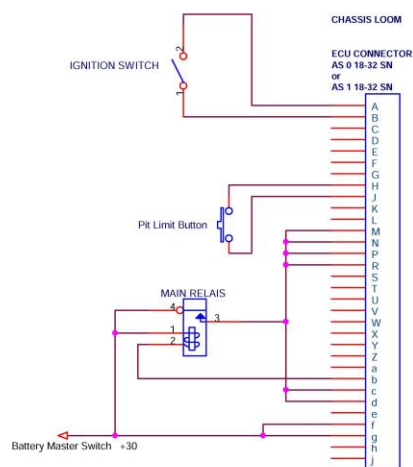 CHASSIS LOOM
ECU CONNECTOR
AS 0 18-32 SN
or
AS 1 18-32 SN
IGNITION SWITCH
2
1
A
B
C
D
E
F
G
H
J
K
L
M
N
P
R
S
T
U
V
W
X
Y
Z
a
b
c
d
e
f
g
h
j
Pit Limit Button
MAIN RELAIS
4
1
2
3
Battery Master Switch +30